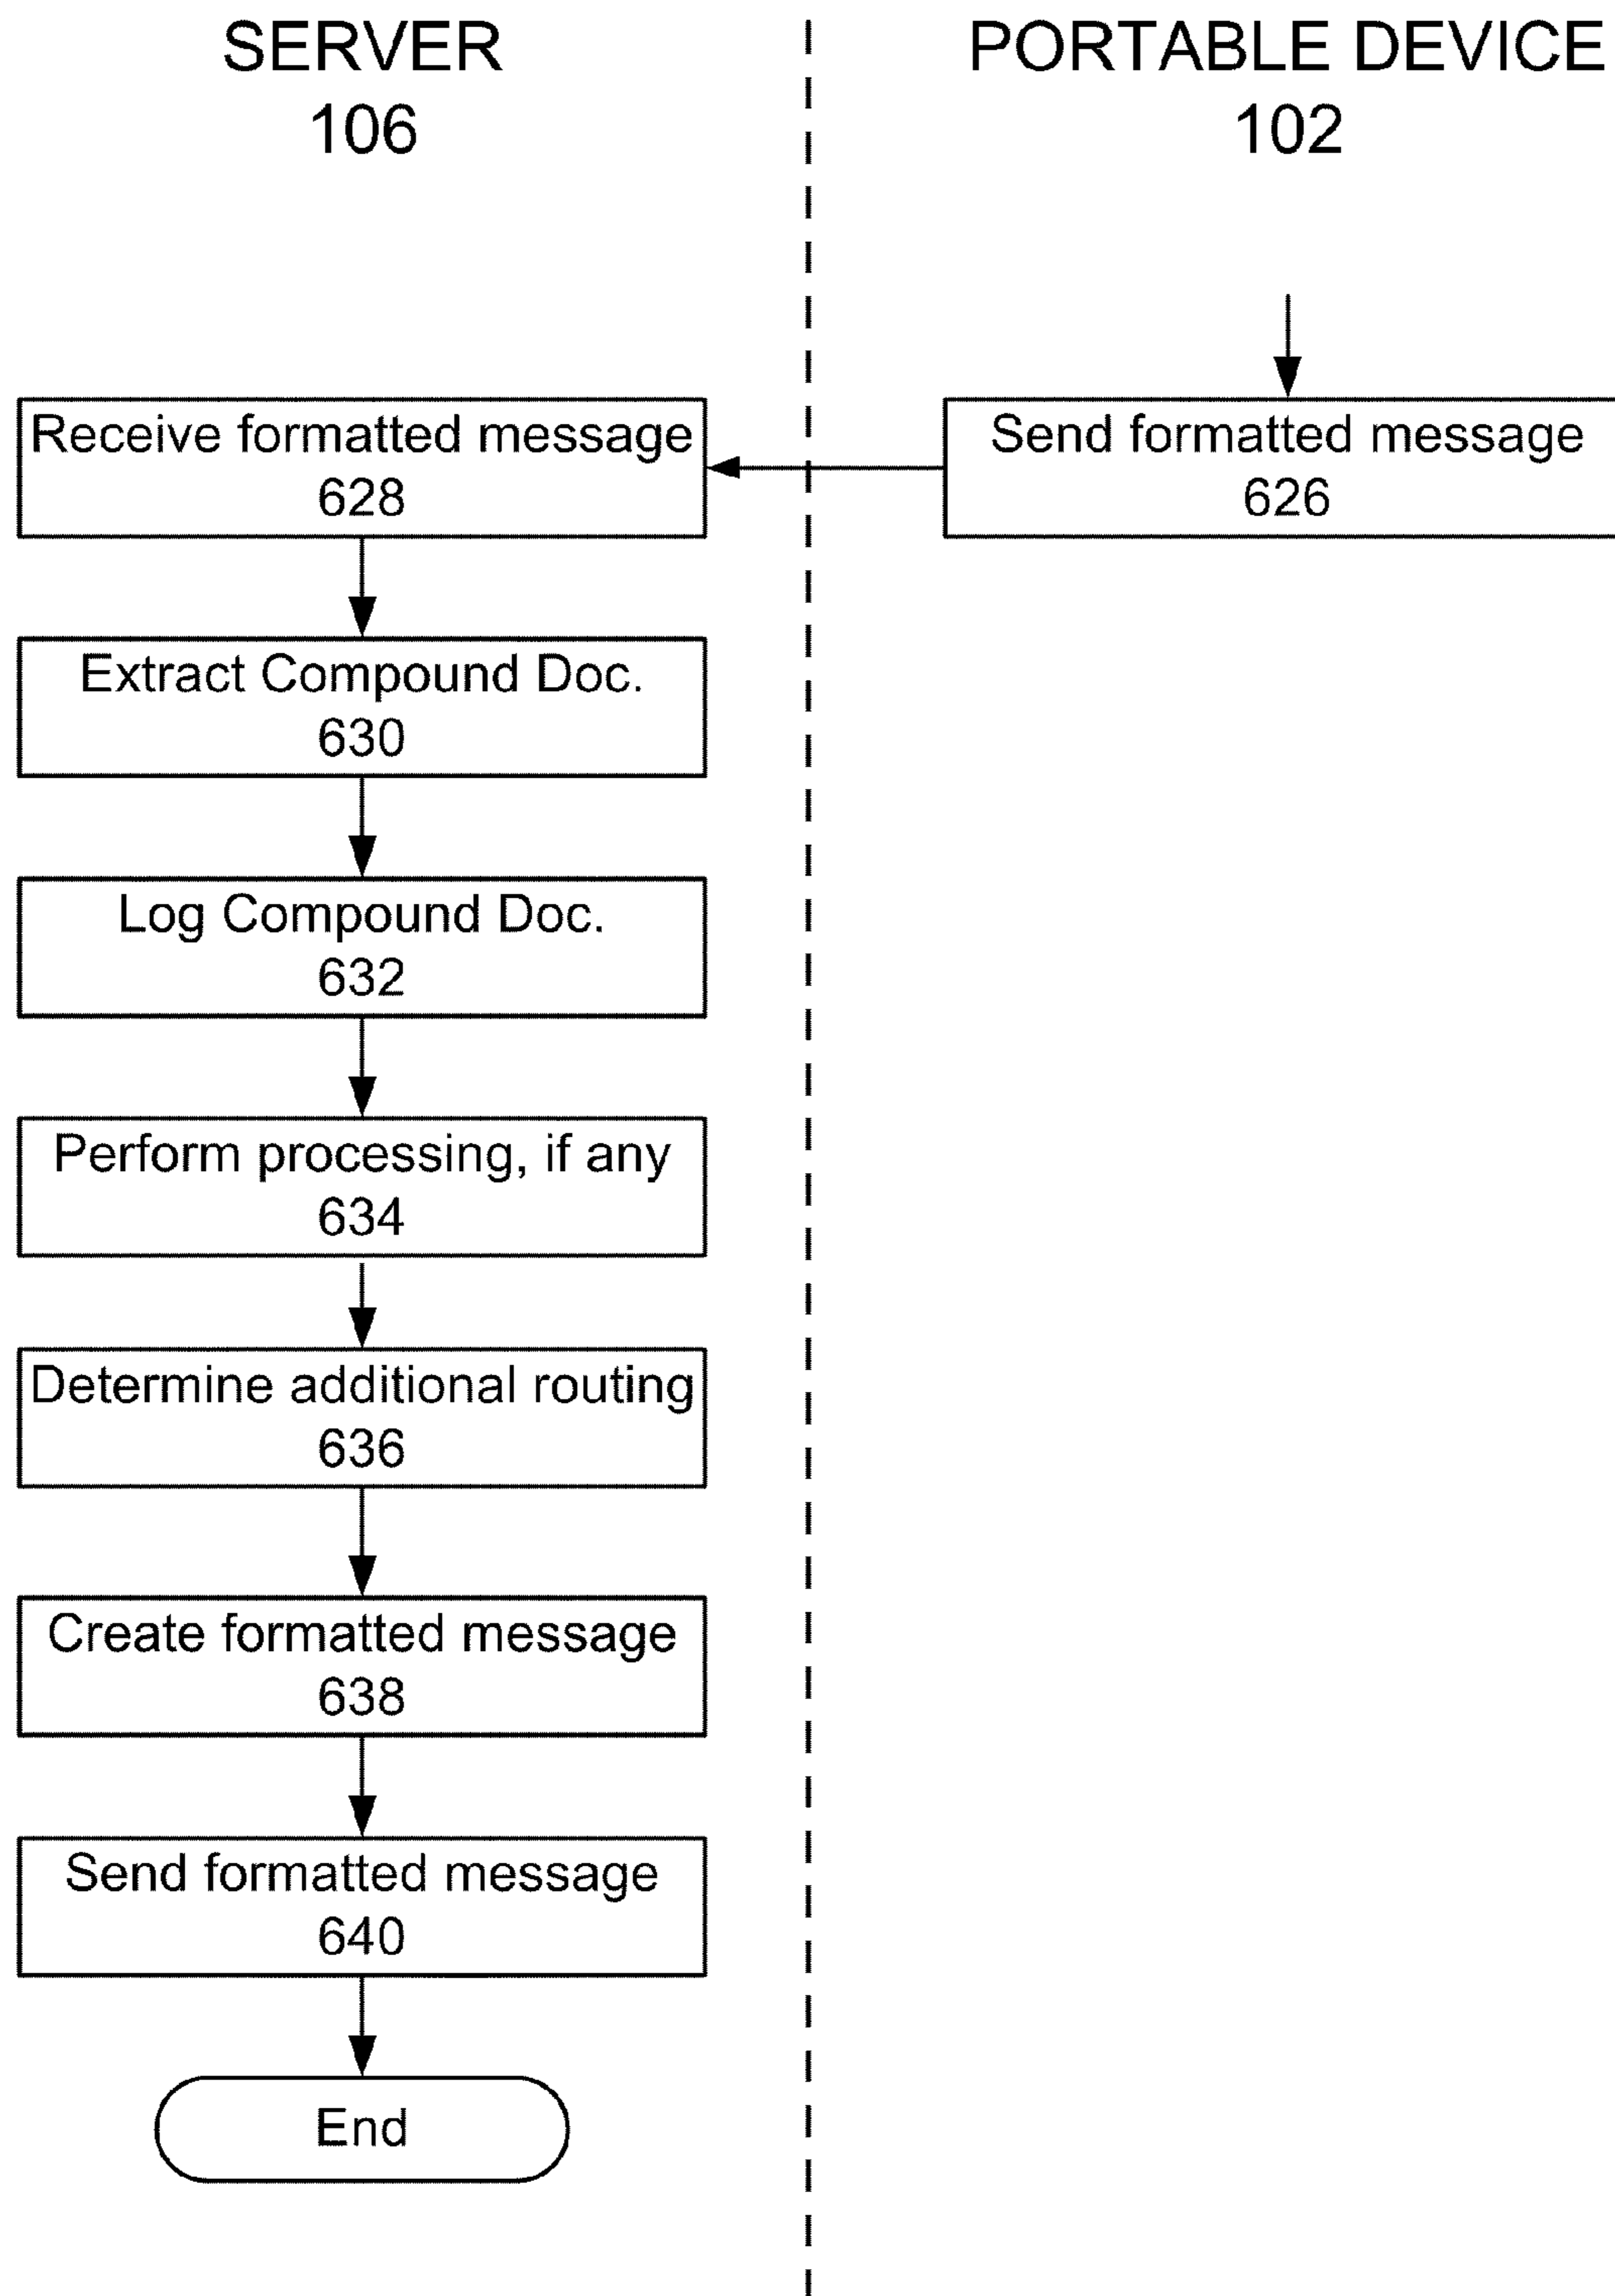 SERVER
106
PORTABLE DEVICE
102
Send formatted message
626
Receive formatted message
628
Extract Compound Doc.
630
Log Compound Doc.
632
Perform processing, if any
634
Determine additional routing
636
Create formatted message
638
Send formatted message
640
End